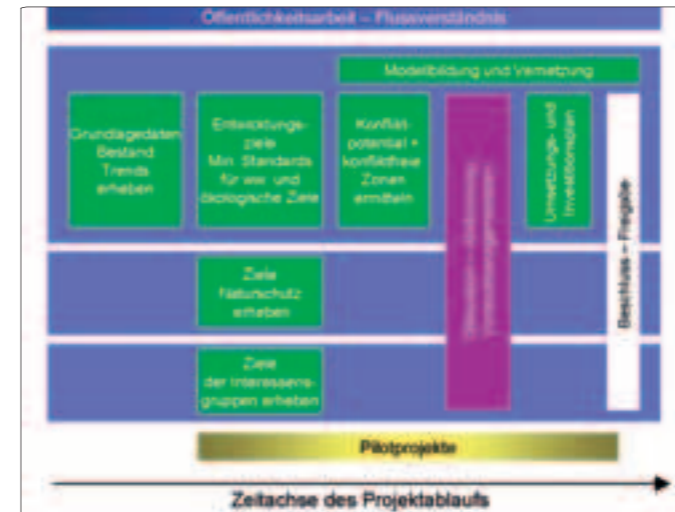 Öffentlichkeitsarbeit – Flussverständnis
Modellbildung und Vernetzung
Grundlagedaten
Bestand
Trends
erheben
Entwicklungs-
ziele
Min. Standards
für ww. und
ökologische Ziele
Konflikt-
potential +
konfliktfreie
Zonen
ermitteln
Umsetzungs- und
Investitionsplan
Beschluss – Freigabe
Ziele
Naturschutz
erheben
Ziele
der Interessens-
gruppen erheben
Pilotprojekte
Zeitachse des Projektablaufs